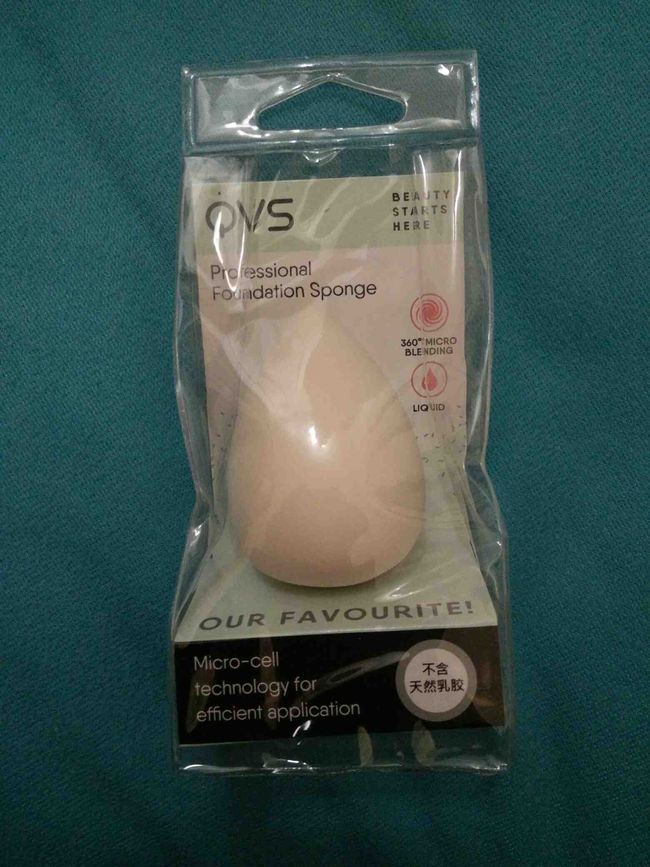 QVS
BEAUTY
STARTS
HERE
Professional
Foundation Sponge
360° MICRO
BLENDING
LIQUID
OUR FAVOURITE!
Micro-cell
technology for
efficient application
不含
天然乳胶